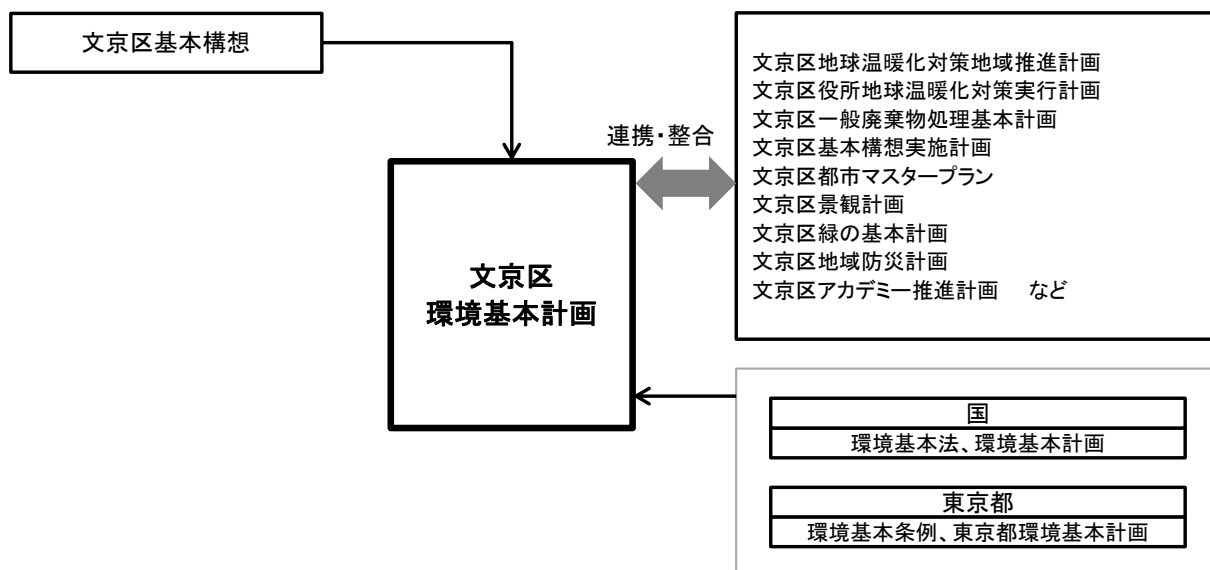 文京区基本構想
文京区地球温暖化対策地域推進計画
文京区役所地球温暖化対策実行計画
文京区一般廃棄物処理基本計画
文京区基本構想実施計画
文京区都市マスタープラン
文京区景観計画
文京区緑の基本計画
文京区地域防災計画
文京区アカデミー推進計画　など
連携・整合
文京区
環境基本計画
国
環境基本法、環境基本計画
東京都
環境基本条例、東京都環境基本計画